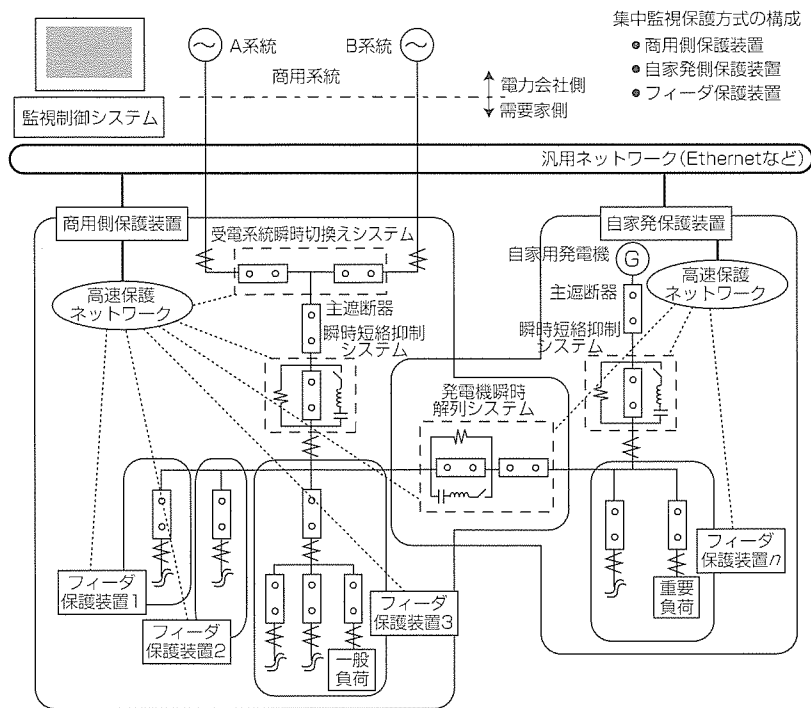 集中監視保護方式の構成
●商用側保護装置
●自家発側保護装置
●フィーダ保護装置
A系統
B系統
商用系統
電力会社側
需要家側
監視制御システム
汎用ネットワーク(Ethernetなど)
商用側保護装置
受電系統瞬時切換えシステム
自家発保護装置
自家用発電機
G
高速保護
ネットワーク
高速保護
ネットワーク
主遮断器
瞬時短絡抑制
システム
主遮断器
瞬時短絡抑制
システム
発電機瞬時
解列システム
フィーダ
保護装置1
フィーダ
保護装置2
フィーダ
保護装置3
フィーダ
保護装置n
一般
負荷
重要
負荷